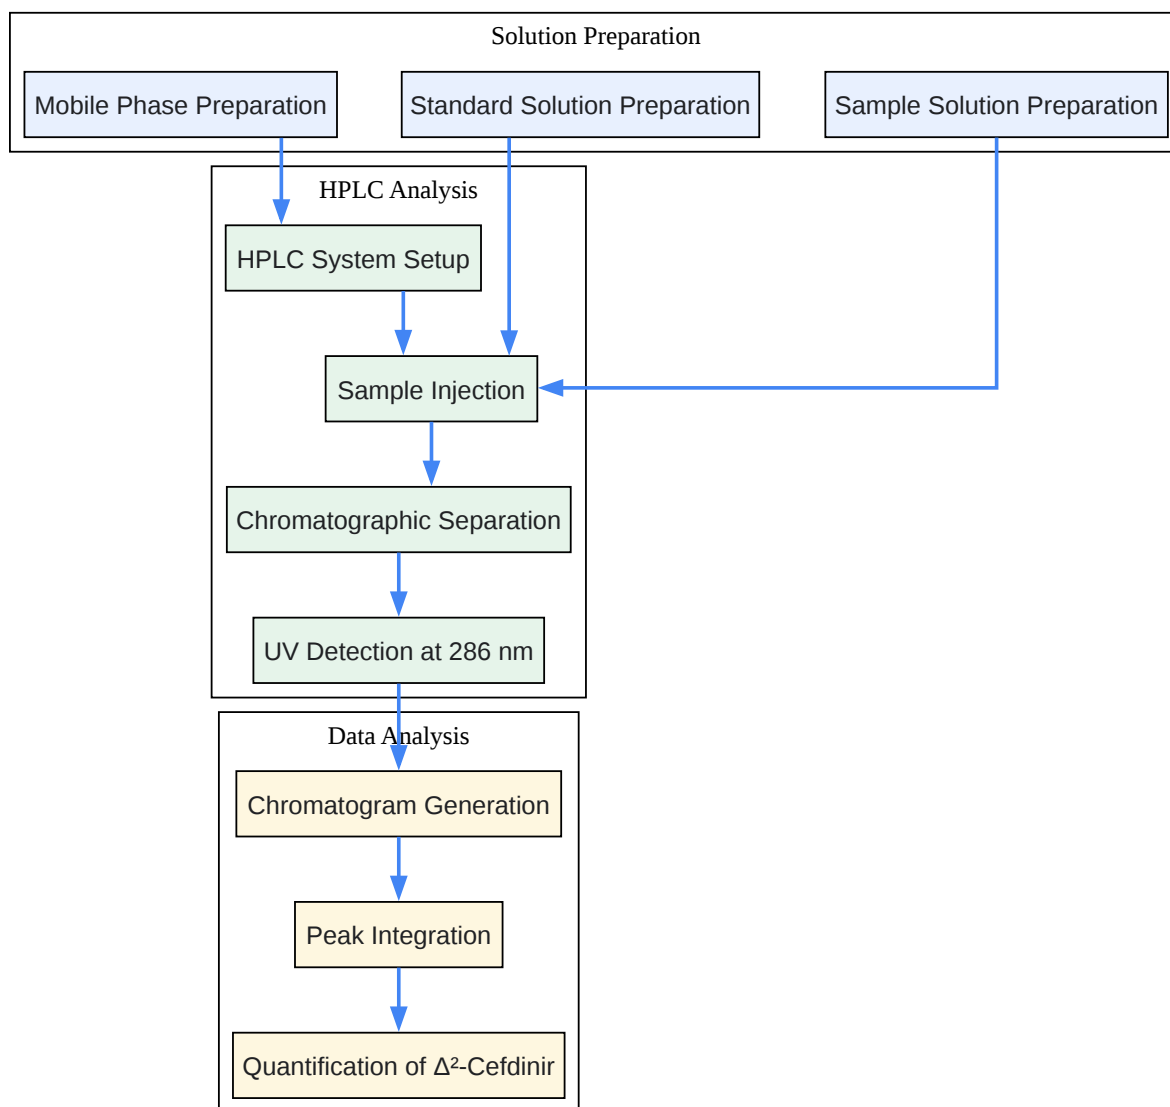 Solution Preparation
Mobile Phase Preparation
Standard Solution Preparation
Sample Solution Preparation
HPLC Analysis
HPLC System Setup
Sample Injection
Chromatographic Separation
UV Detection at 286 nm
Data Analysis
Chromatogram Generation
Peak Integration
Quantification of Δ²-Cefdinir